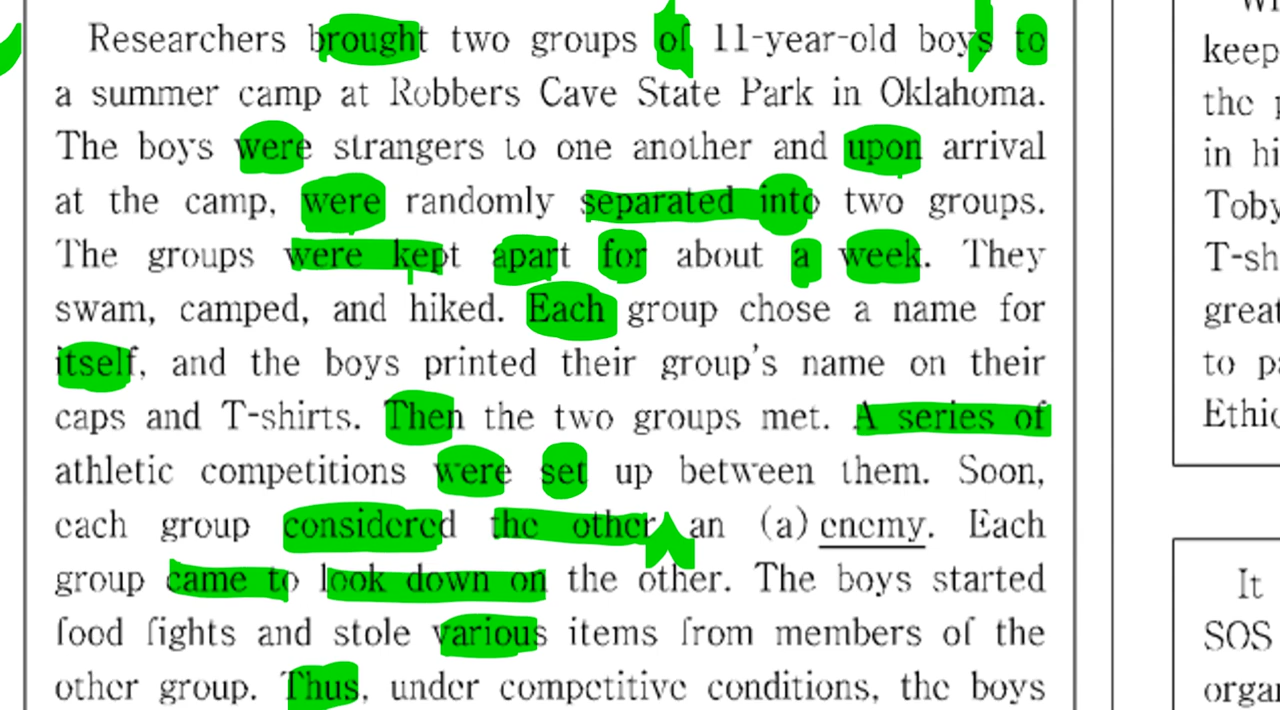 Researchers brought two groups of 11-year-old boys to
a summer camp at Robbers Cave State Park in Oklahoma.
The boys were strangers to one another and upon arrival
at the camp, were randomly separated into two groups.
The groups were kept apart for about a week. They
swam, camped, and hiked. Each group chose a name for
itself, and the boys printed their group's name on their
caps and T-shirts. Then the two groups met. A series of
athletic competitions were set up between them. Soon,
each group considered the other an (a) enemy. Each
group came to look down on the other. The boys started
food fights and stole various items from members of the
other group. Thus, under competitive conditions, the boys
keep
the
in hi
Toby
T-sh
great
to pa
Ethic
It
SOS
organ